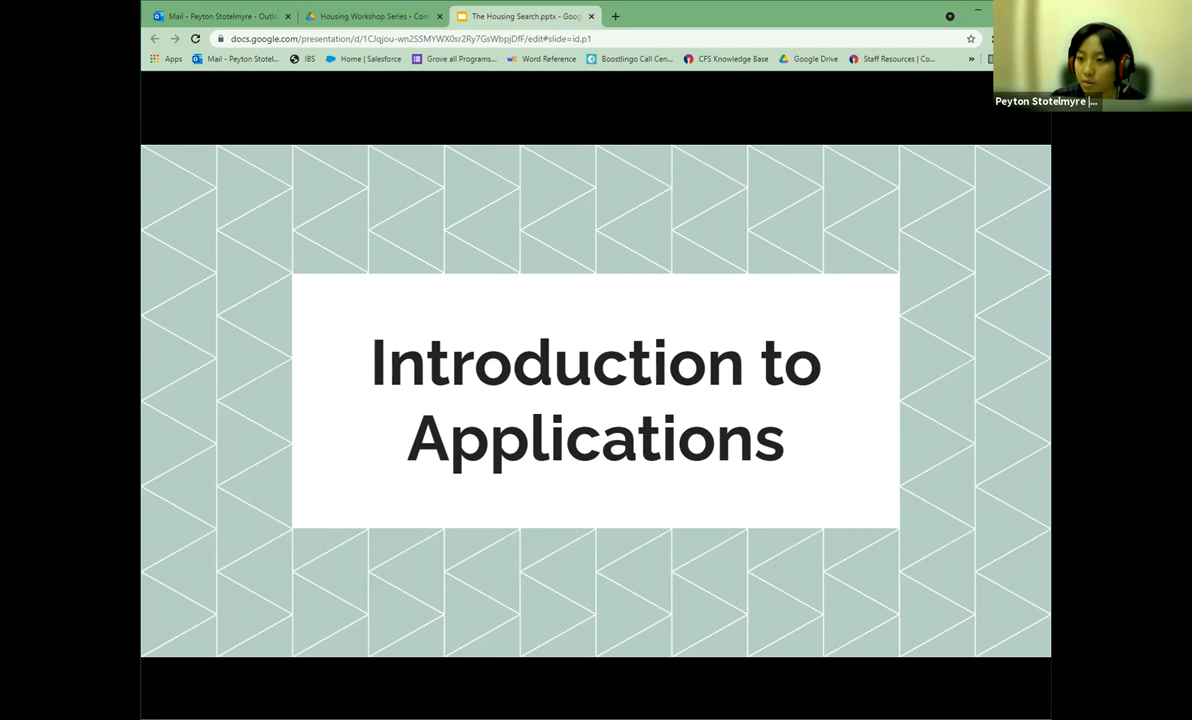 Mail - Peyton Stotelmyre - Outlo
Housing Workshop Series - Com
The Housing Search.pptx - Goog
docs.google.com/presentation/d/1CJqjou-wn2SSMYWX0sr2Ry7GsWbpjDfF/edit#slide=id.p1
Apps
Mail - Peyton Stotel...
IBS
Home | Salesforce
Grove all Programs...
Word Reference
Boostlingo Call Cen...
CFS Knowledge Base
Google Drive
Staff Resources | Co...
»
Peyton Stotelmyre |...
Introduction to
Applications